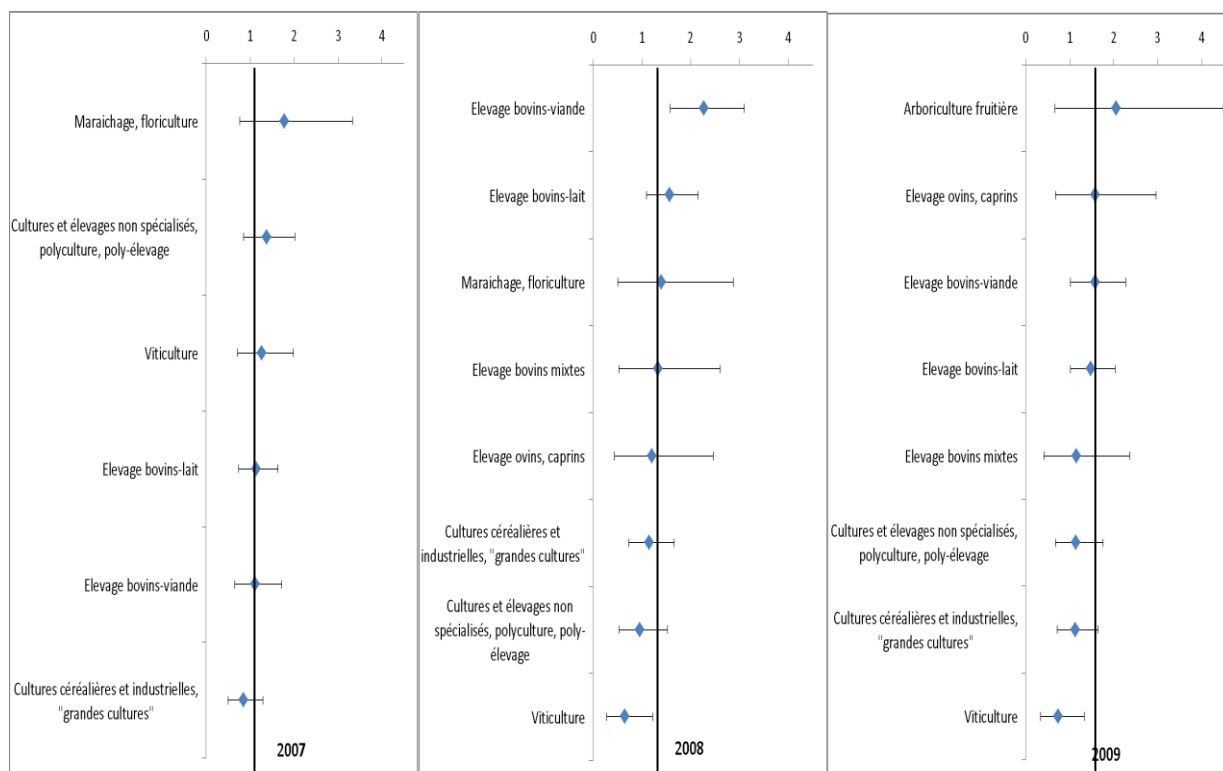 0 1 2 3 4
Maraichage, floriculture
Cultures et élevages non spécialisés,
polyculture, poly-élevage
Viticulture
Elevage bovins-lait
Elevage bovins-viande
Cultures céréalières et industrielles,
"grandes cultures"
2007
0 1 2 3 4
Elevage bovins-viande
Elevage bovins-lait
Maraichage, floriculture
Elevage bovins mixtes
Elevage ovins, caprins
Cultures céréalières et
industrielles, "grandes cultures"
Cultures et élevages non
spécialisés, polyculture, poly-
élevage
Viticulture
2008
0 1 2 3 4
Arboriculture fruitière
Elevage ovins, caprins
Elevage bovins-viande
Elevage bovins-lait
Elevage bovins mixtes
Cultures et élevages non spécialisés,
polyculture, poly-élevage
Cultures céréalières et industrielles,
"grandes cultures"
Viticulture
2009